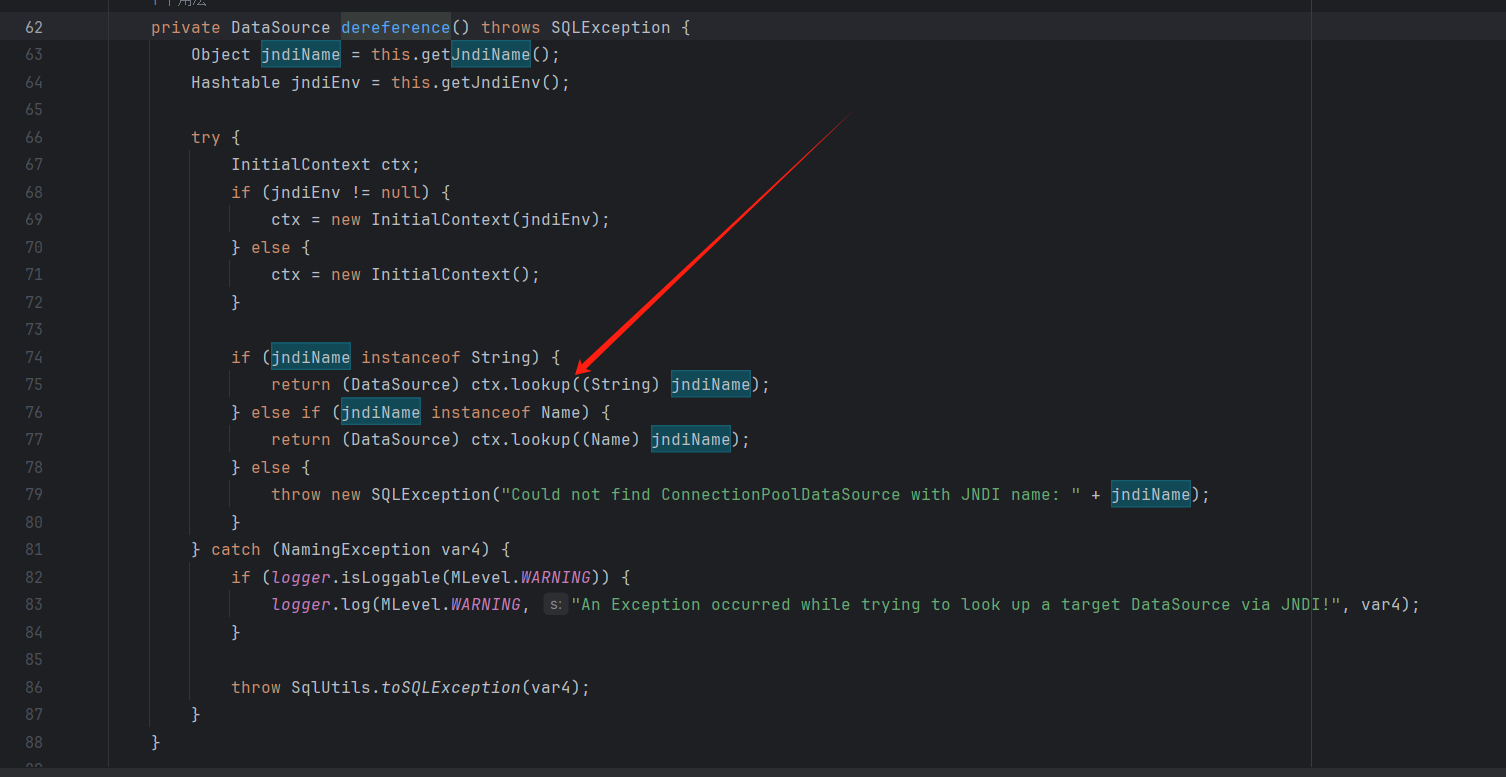 62 private DataSource dereference() throws SQLException {
63 Object jndiName = this.getJndiName();
64 Hashtable jndiEnv = this.getJndiEnv();
65
66 try {
67 InitialContext ctx;
68 if (jndiEnv != null) {
69 ctx = new InitialContext(jndiEnv);
70 } else {
71 ctx = new InitialContext();
72 }
73
74 if (jndiName instanceof String) {
75 return (DataSource) ctx.lookup((String) jndiName);
76 } else if (jndiName instanceof Name) {
77 return (DataSource) ctx.lookup((Name) jndiName);
78 } else {
79 throw new SQLException("Could not find ConnectionPoolDataSource with JNDI name: " + jndiName);
80 }
81 } catch (NamingException var4) {
82 if (logger.isLoggable(MLevel.WARNING)) {
83 logger.log(MLevel.WARNING, s: "An Exception occurred while trying to look up a target DataSource via JNDI!", var4);
84 }
85
86 throw SqlUtils.toSQLException(var4);
87 }
88 }